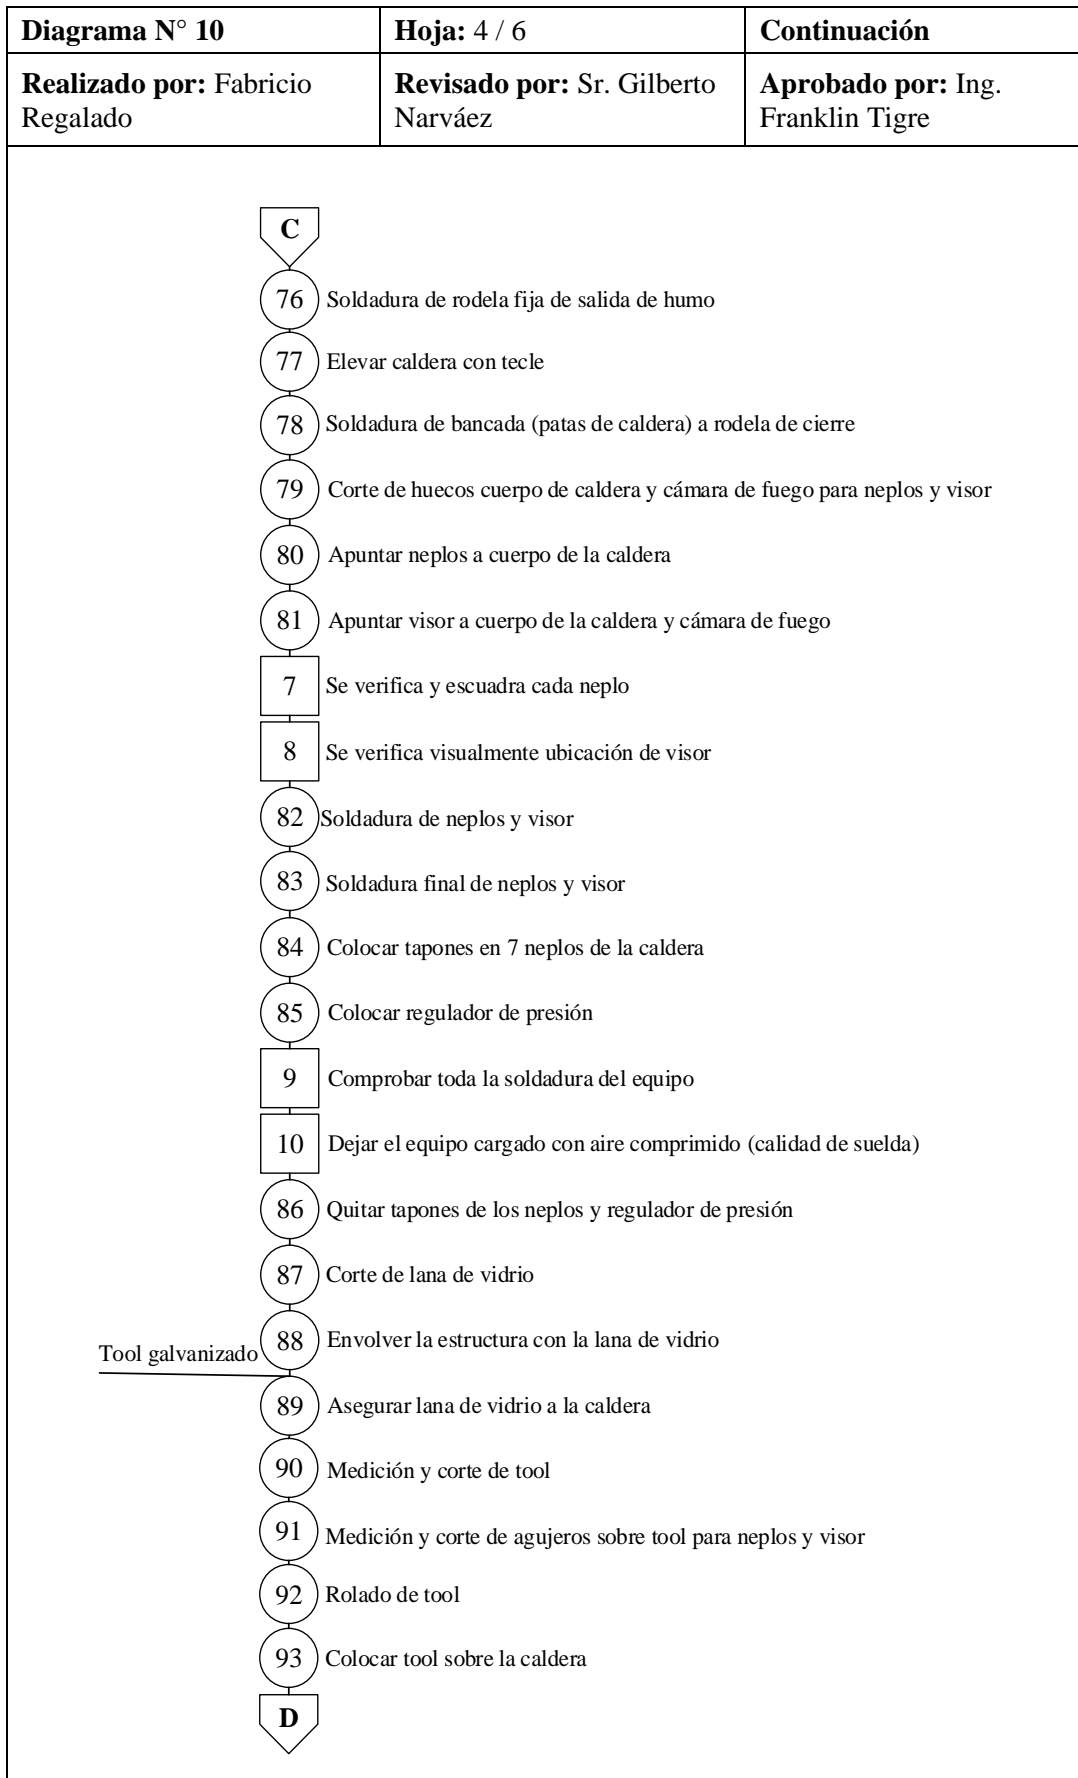 Diagrama N° 10
Hoja: 4 / 6
Continuación
Realizado por: Fabricio
Regalado
Revisado por: Sr. Gilberto
Narváez
Aprobado por: Ing.
Franklin Tigre
C
76 Soldadura de rodela fija de salida de humo
77 Elevar caldera con tecle
78 Soldadura de bancada (patas de caldera) a rodela de cierre
79 Corte de huecos cuerpo de caldera y cámara de fuego para neplos y visor
80 Apuntar neplos a cuerpo de la caldera
81 Apuntar visor a cuerpo de la caldera y cámara de fuego
7 Se verifica y escuadra cada neplo
8 Se verifica visualmente ubicación de visor
82 Soldadura de neplos y visor
83 Soldadura final de neplos y visor
84 Colocar tapones en 7 neplos de la caldera
85 Colocar regulador de presión
9 Comprobar toda la soldadura del equipo
10 Dejar el equipo cargado con aire comprimido (calidad de suelda)
86 Quitar tapones de los neplos y regulador de presión
87 Corte de lana de vidrio
88 Envolver la estructura con la lana de vidrio
Tool galvanizado
89 Asegurar lana de vidrio a la caldera
90 Medición y corte de tool
91 Medición y corte de agujeros sobre tool para neplos y visor
92 Rolado de tool
93 Colocar tool sobre la caldera
D